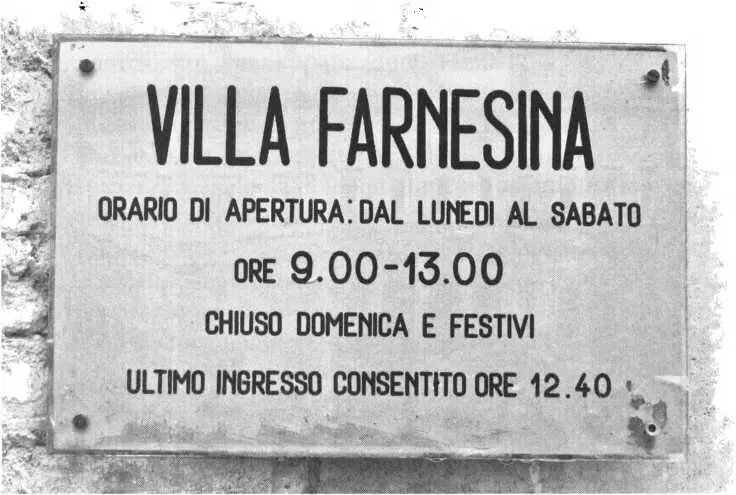 VILLA FARNESINA
ORARIO DI APERTURA: DAL LUNEDI AL SABATO
ORE 9.00-13.00
CHIUSO DOMENICA E FESTIVI
ULTIMO INGRESSO CONSENTITO ORE 12.40